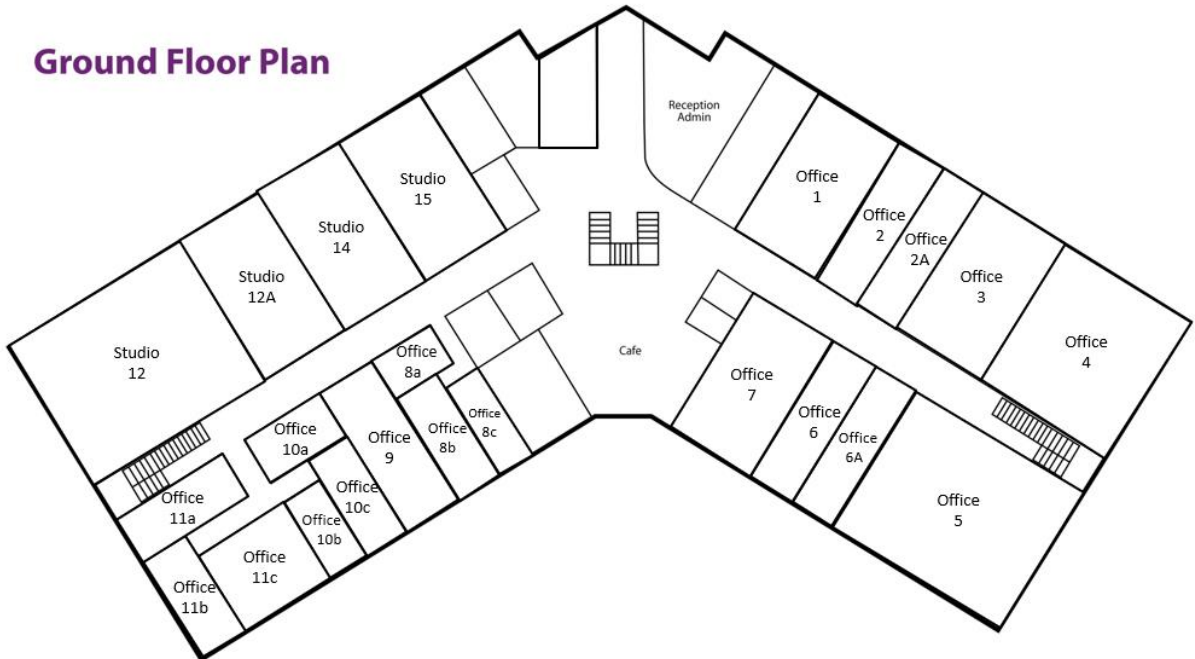 Ground Floor Plan
Reception
Admin
Office
1
Office
2
Office
2A
Office
3
Office
4
Studio
15
Studio
14
Studio
12A
Studio
12
Cafe
Office
7
Office
6
Office
6A
Office
5
Office
8a
Office
8b
Office
8c
Office
9
Office
10a
Office
10c
Office
10b
Office
11a
Office
11c
Office
11b